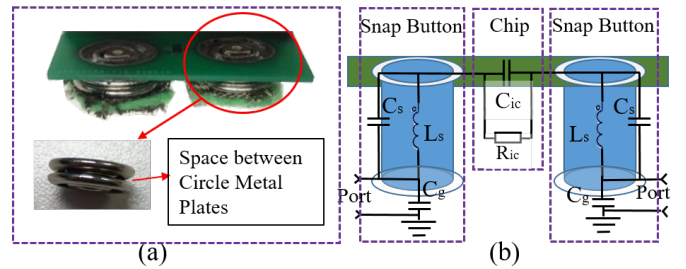 Space between
Circle Metal
Plates
(a)
Snap Button
Chip
Snap Button
Cs
Ls
Cic
Ric
Cg
Port
Ls
Cs
Cg
Port
(b)